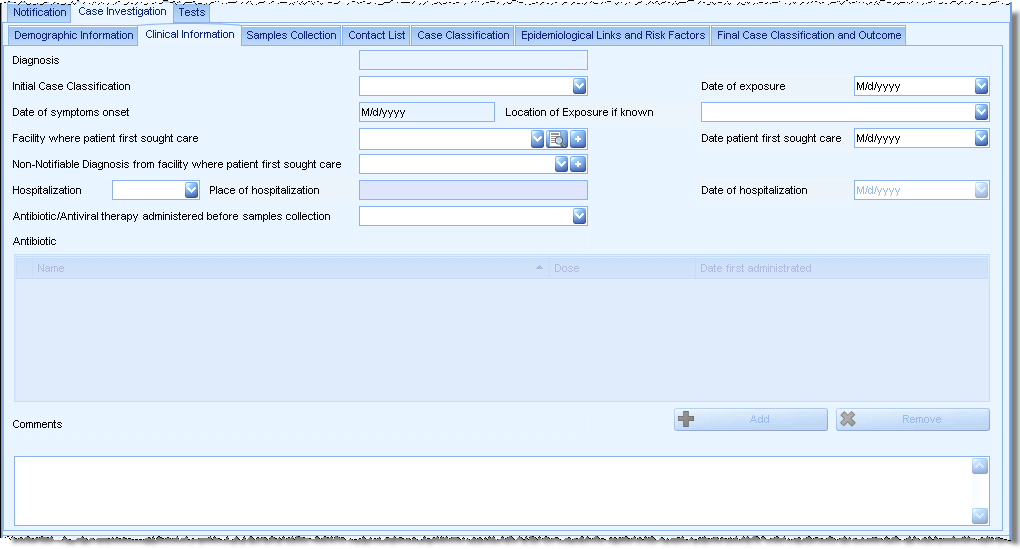 Notification Case Investigation Tests
Demographic Information Clinical Information Samples Collection Contact List Case Classification Epidemiological Links and Risk Factors Final Case Classification and Outcome
Diagnosis
Initial Case Classification Date of exposure M/d/yyyy
Date of symptoms onset M/d/yyyy Location of Exposure if known
Facility where patient first sought care Date patient first sought care M/d/yyyy
Non-Notifiable Diagnosis from facility where patient first sought care
Hospitalization Place of hospitalization Date of hospitalization M/d/yyyy
Antibiotic/Antiviral therapy administered before samples collection
Antibiotic
Name Dose Date first administrated
Add Remove
Comments